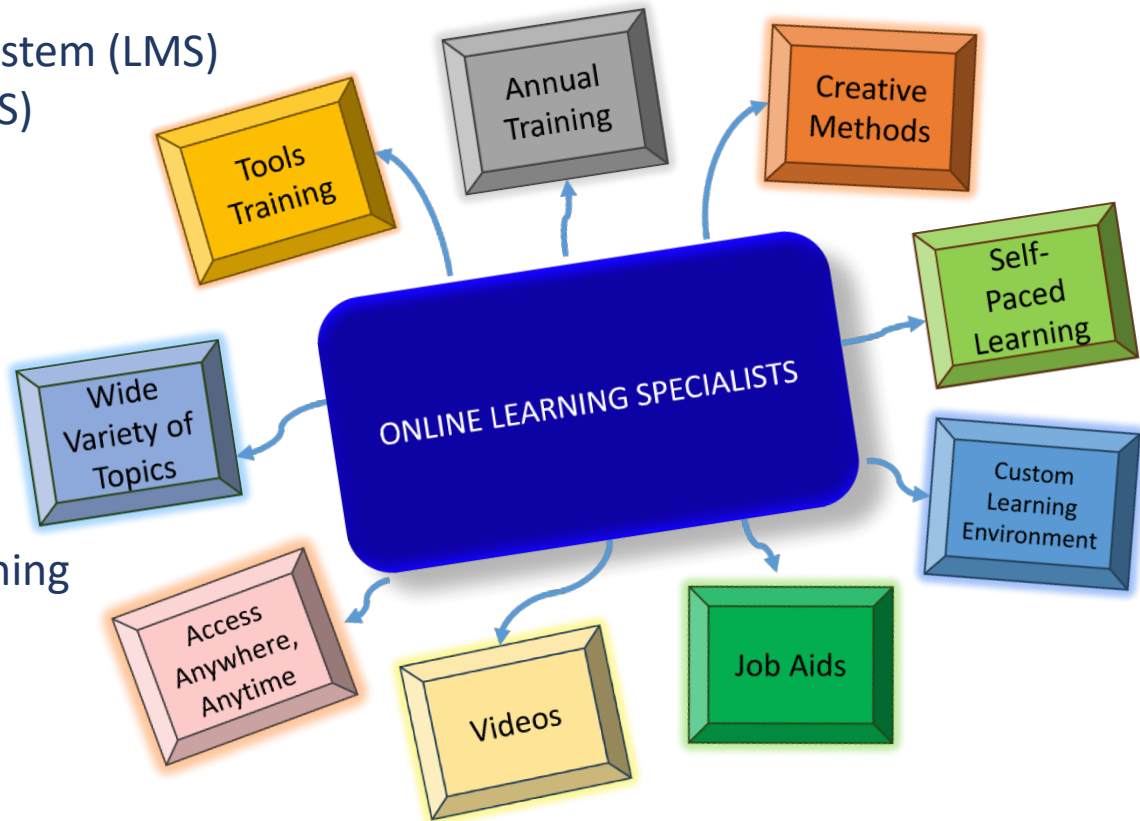 stem (LMS)
S)
ning
Tools
Training
Annual
Training
Creative
Methods
Self-
Paced
Learning
Wide
Variety of
Topics
ONLINE LEARNING SPECIALISTS
Custom
Learning
Environment
Access
Anywhere,
Anytime
Videos
Job Aids